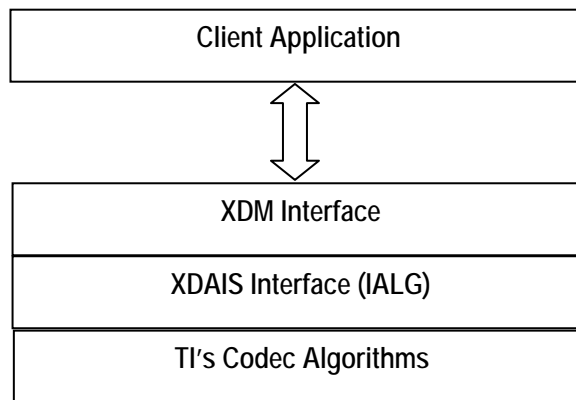 Client Application
XDM Interface
XDAIS Interface (IALG)
TI's Codec Algorithms